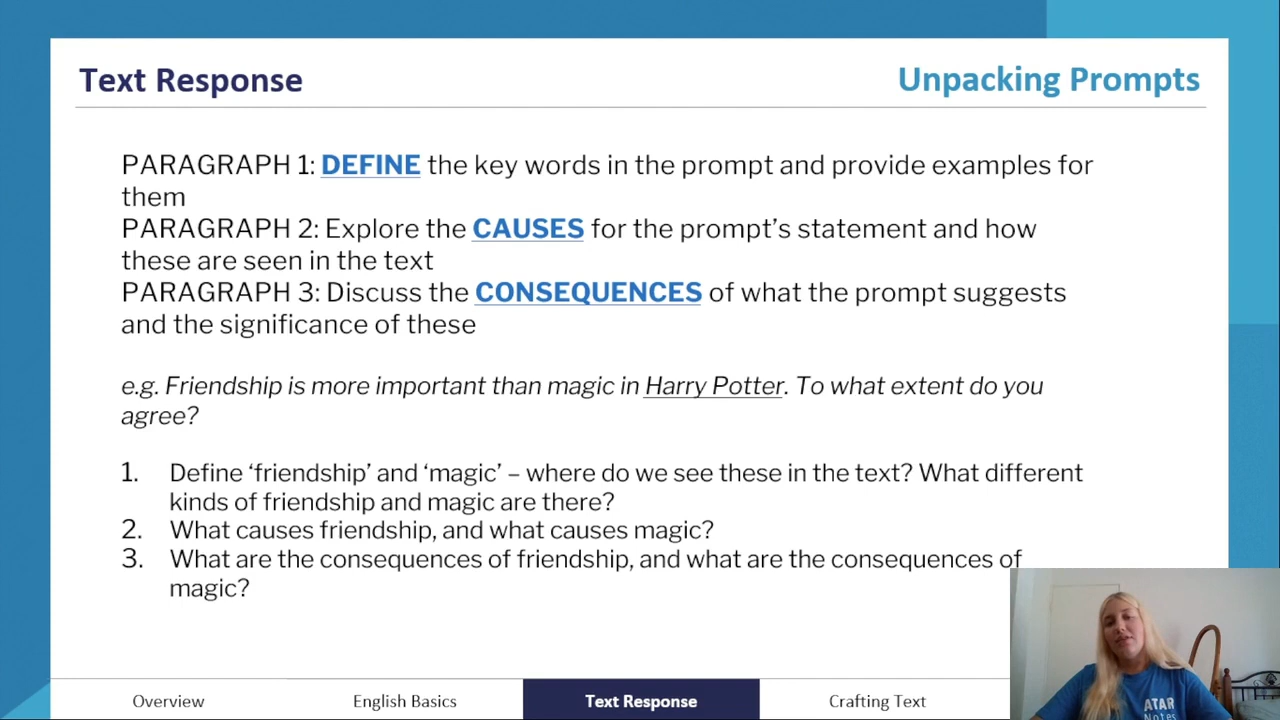 Text Response
Unpacking Prompts
PARAGRAPH 1: DEFINE the key words in the prompt and provide examples for
them
PARAGRAPH 2: Explore the CAUSES for the prompt’s statement and how
these are seen in the text
PARAGRAPH 3: Discuss the CONSEQUENCES of what the prompt suggests
and the significance of these
e.g. Friendship is more important than magic in Harry Potter. To what extent do you
agree?
1. Define ‘friendship’ and ‘magic’ – where do we see these in the text? What different
kinds of friendship and magic are there?
2. What causes friendship, and what causes magic?
3. What are the consequences of friendship, and what are the consequences of
magic?
Overview
English Basics
Text Response
Crafting Text
ATAR
Notes